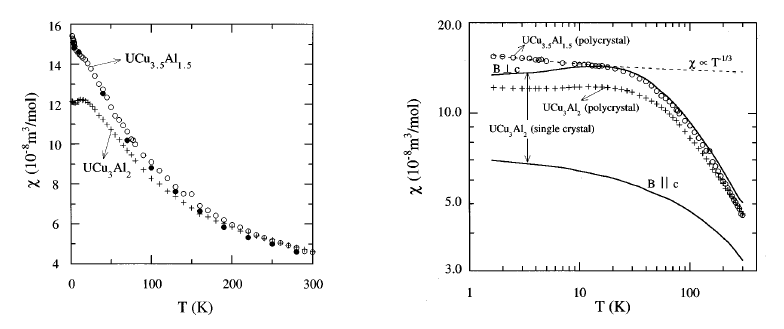 16
14
12
10
8
6
4
χ (10⁻⁸m³/mol)
UCu₃.₅Al₁.₅
UCu₃Al₂
0
100
200
300
T (K)
20.0
10.0
5.0
3.0
χ (10⁻⁸m³/mol)
UCu₃.₅Al₁.₅ (polycrystal)
χ ∝ T¹ᐟ³
B ⊥ c
UCu₃Al₂
(polycrystal)
UCu₃Al₂ (single crystal)
B || c
1
10
100
T (K)